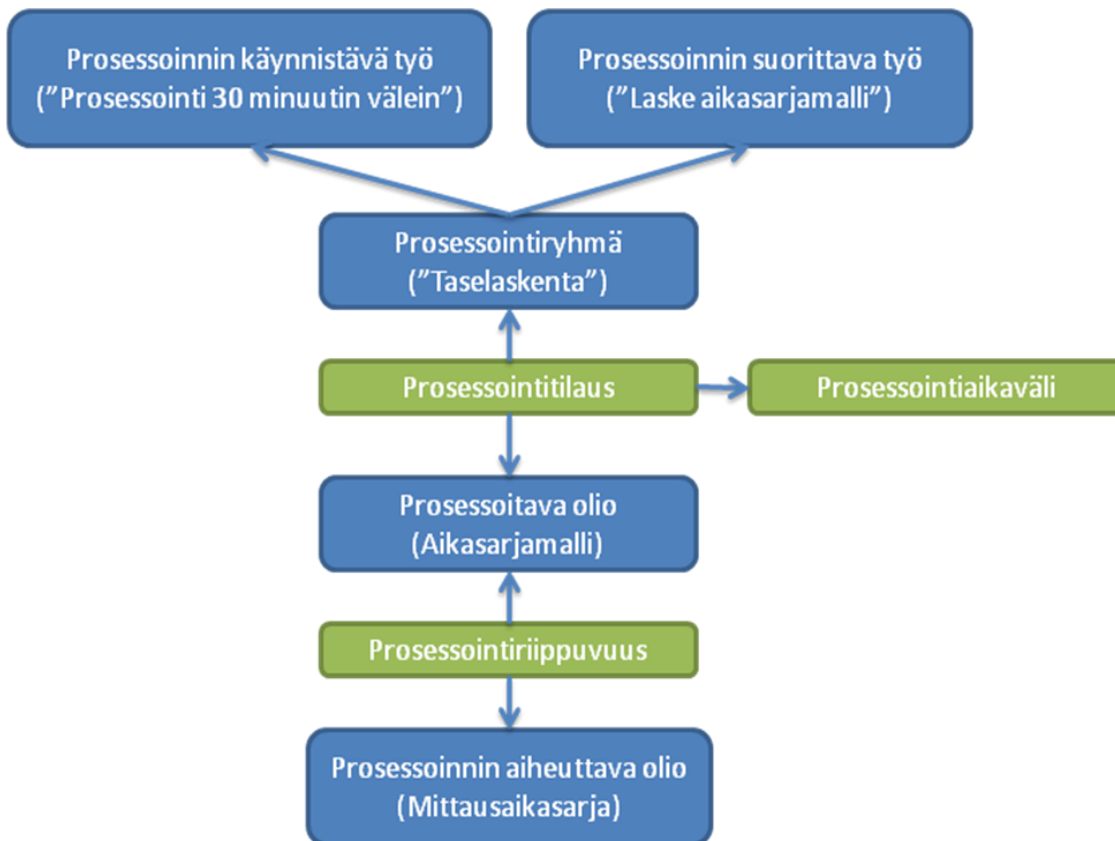 Prosessoinnin käynnistävä työ
(”Prosessointi 30 minuutin välein”)
Prosessoinnin suorittava työ
(”Laske aikasarjamalli”)
Prosessointiryhmä
(”Taselaskenta”)
Prosessointitilaus
Prosessointiaikaväli
Prosessoitava olio
(Aikasarjamalli)
Prosessointiriippuvuus
Prosessoinnin aiheuttava olio
(Mittausaikasarja)